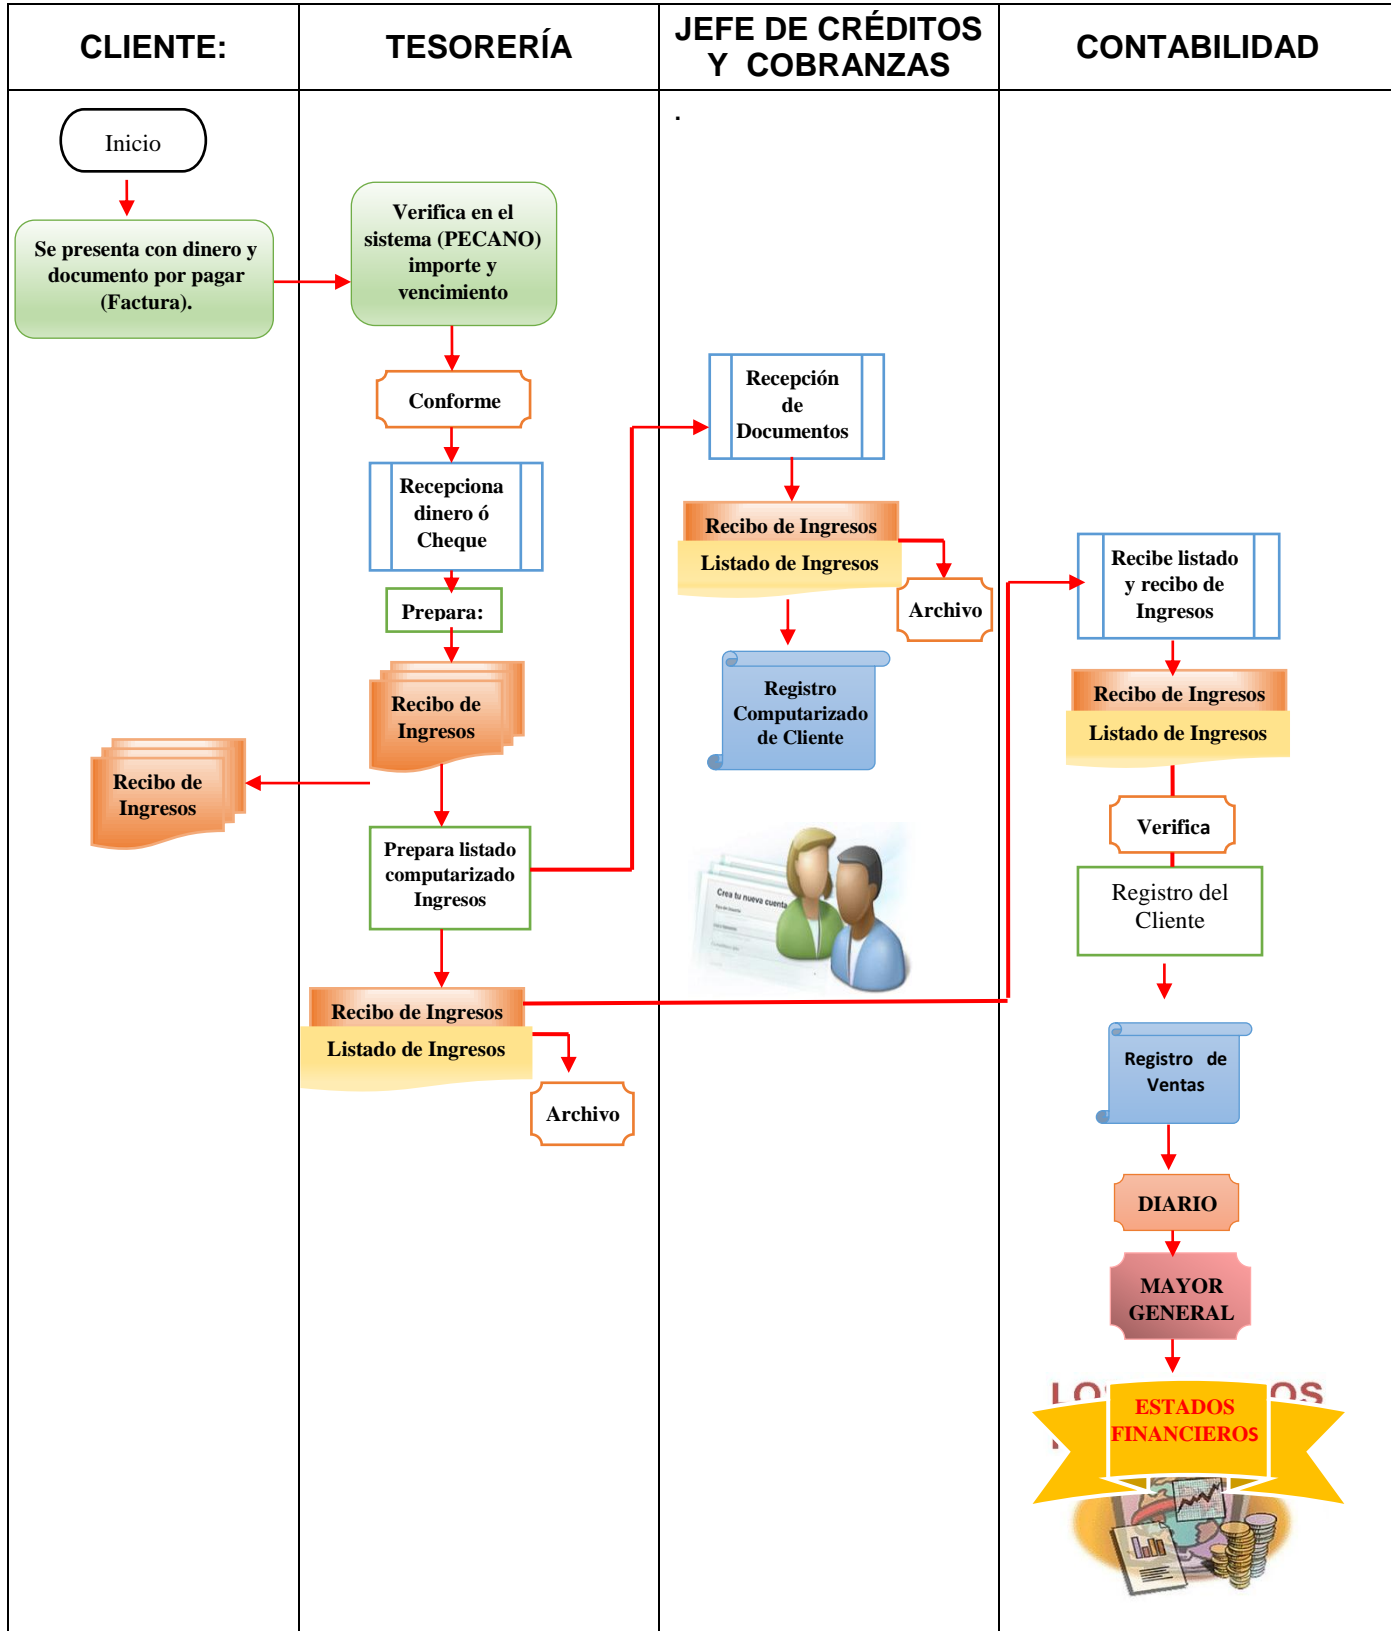 CLIENTE:
TESORERÍA
JEFE DE CRÉDITOS
Y COBRANZAS
CONTABILIDAD
Inicio
Se presenta con dinero y
documento por pagar
(Factura).
Recibo de
Ingresos
Verifica en el
sistema (PECANO)
importe y
vencimiento
Conforme
Recepciona
dinero ó
Cheque
Prepara:
Recibo de
Ingresos
Prepara listado
computarizado
Ingresos
Recibo de Ingresos
Listado de Ingresos
Archivo
.
Recepción
de
Documentos
Recibo de Ingresos
Listado de Ingresos
Archivo
Registro
Computarizado
de Cliente
Crea tu nueva cuenta
Recibe listado
y recibo de
Ingresos
Recibo de Ingresos
Listado de Ingresos
Verifica
Registro del
Cliente
Registro de
Ventas
DIARIO
MAYOR
GENERAL
ESTADOS
FINANCIEROS